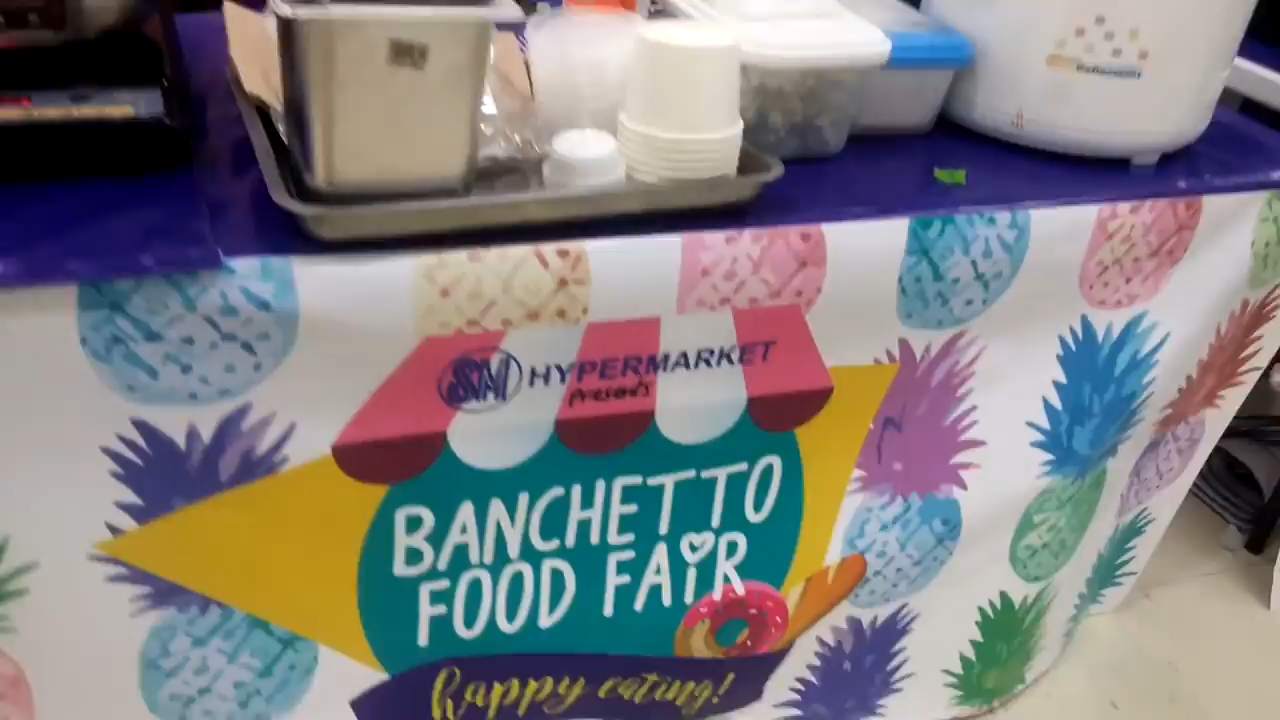 SM HYPERMARKET
presents
BANCHETTO
FOOD FAiR
happy eating!